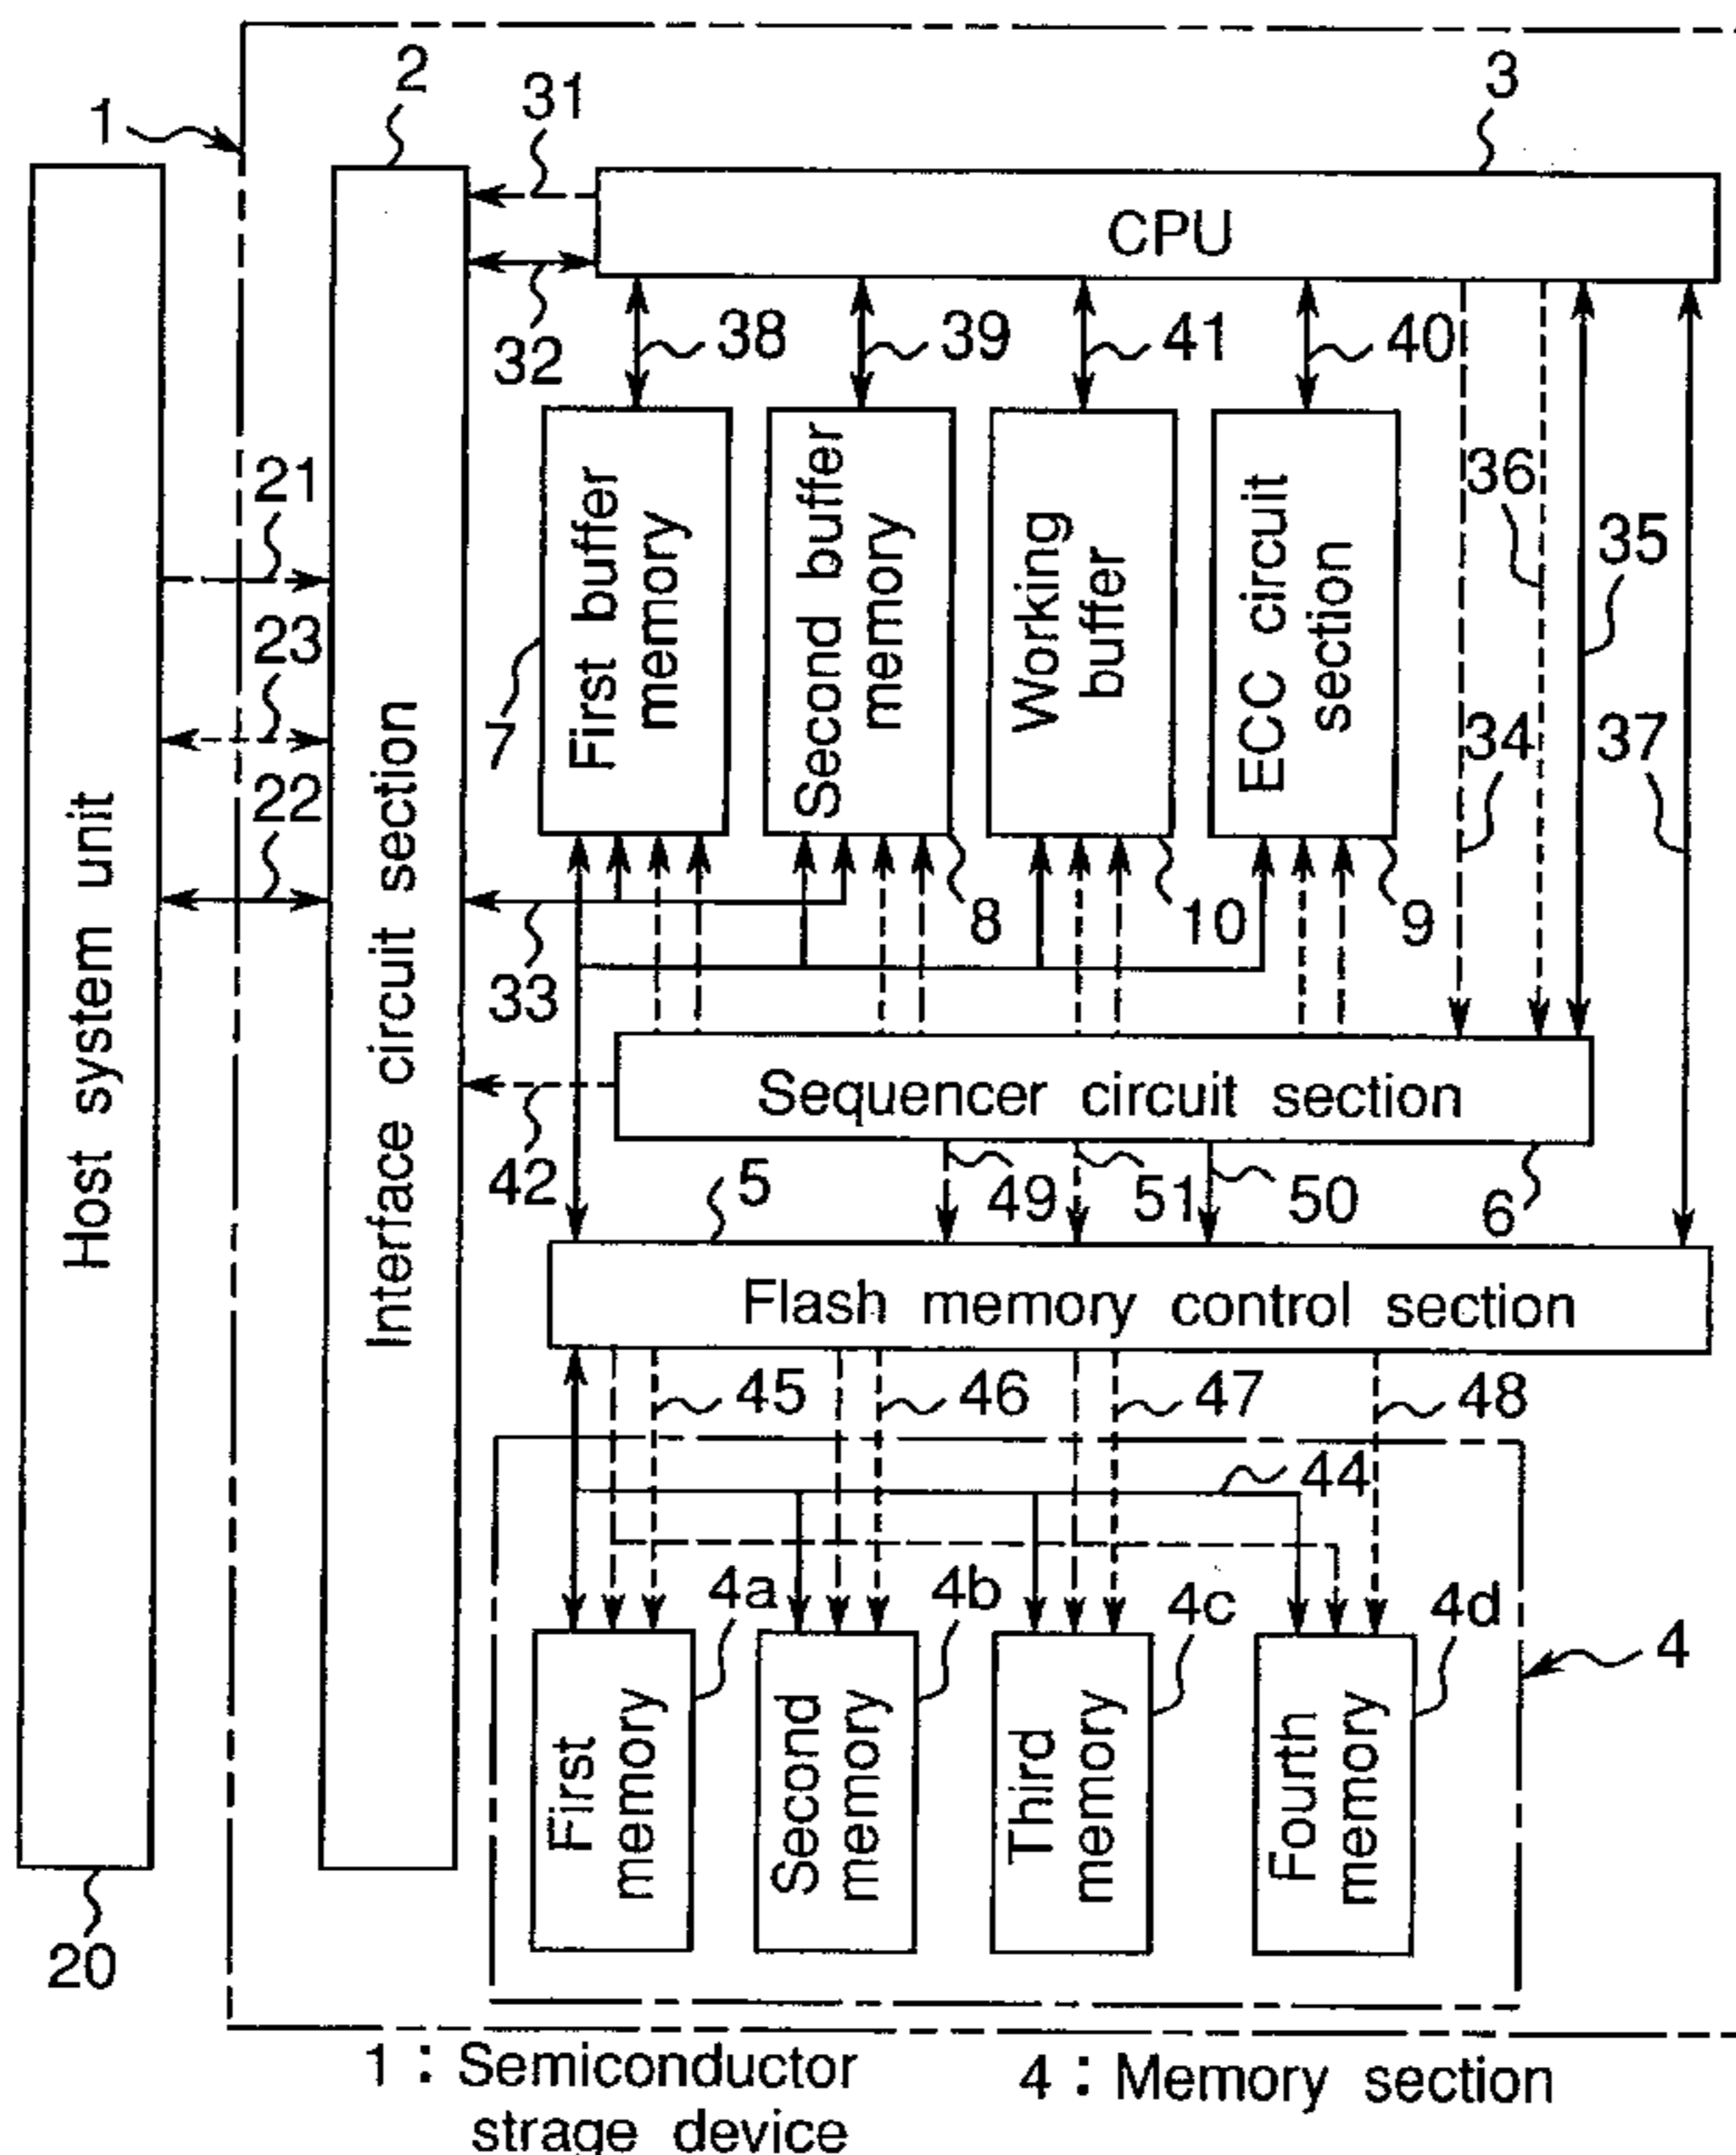 1
2
31
3
CPU
32
38
39
41
40
36
35
21
23
22
34
37
7
First buffer
memory
Second buffer
memory
Working
buffer
ECC circuit
section
8
10
9
33
Host system unit
Interface circuit section
Sequencer circuit section
42
5
49
51
50
6
Flash memory control section
45
46
47
48
44
4a
4b
4c
4d
4
First
memory
Second
memory
Third
memory
Fourth
memory
20
1 : Semiconductor
strage device
4 : Memory section